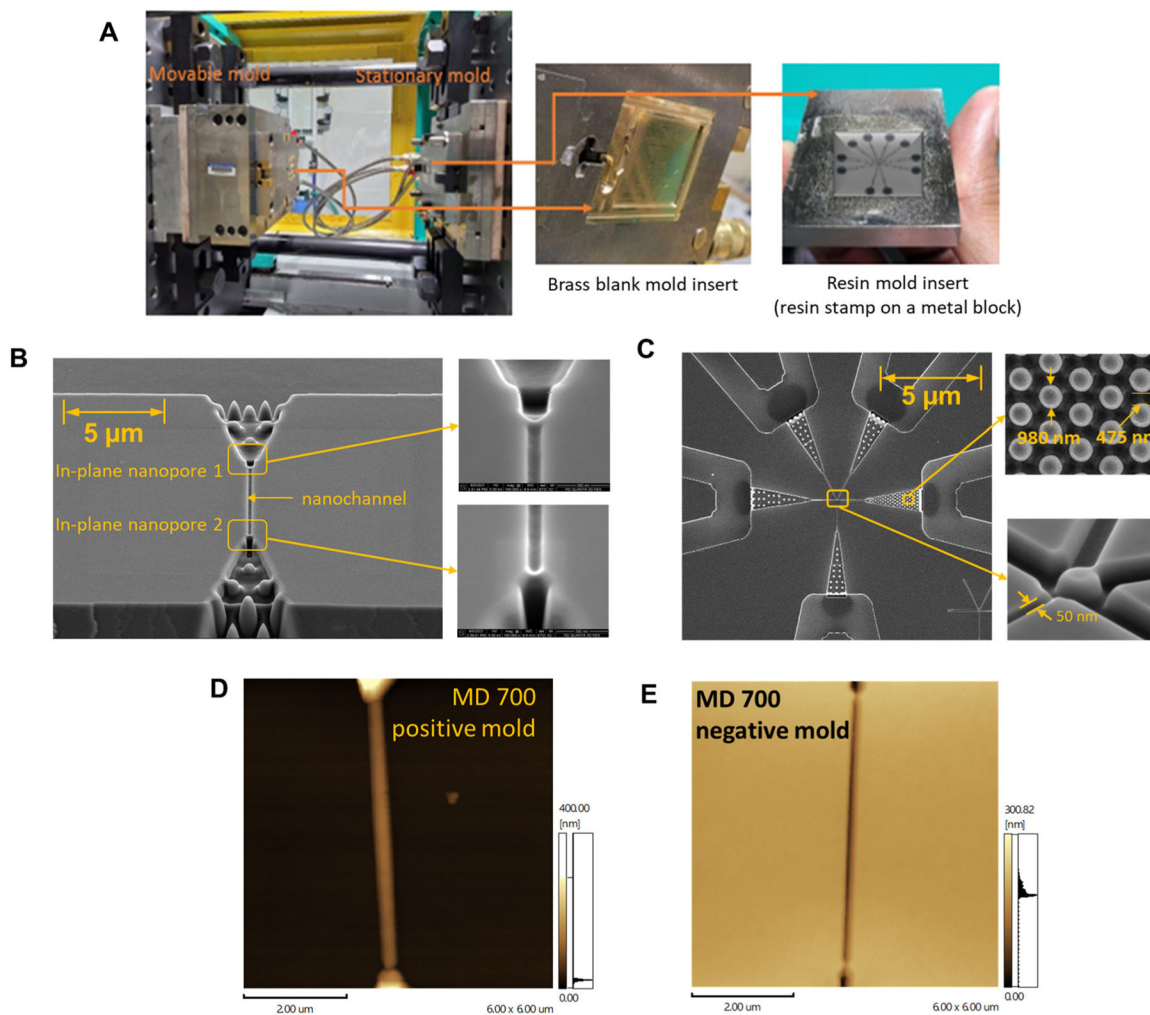 A
Movable mold
Stationary mold
Brass blank mold insert
Resin mold insert
(resin stamp on a metal block)
B
5 µm
In-plane nanopore 1
nanochannel
In-plane nanopore 2
C
5 µm
980 nm
475 nm
50 nm
D
MD 700
positive mold
400.00
[nm]
0.00
2.00 um
6.00 x 6.00 um
E
MD 700
negative mold
300.82
[nm]
0.00
2.00 um
6.00 x 6.00 um